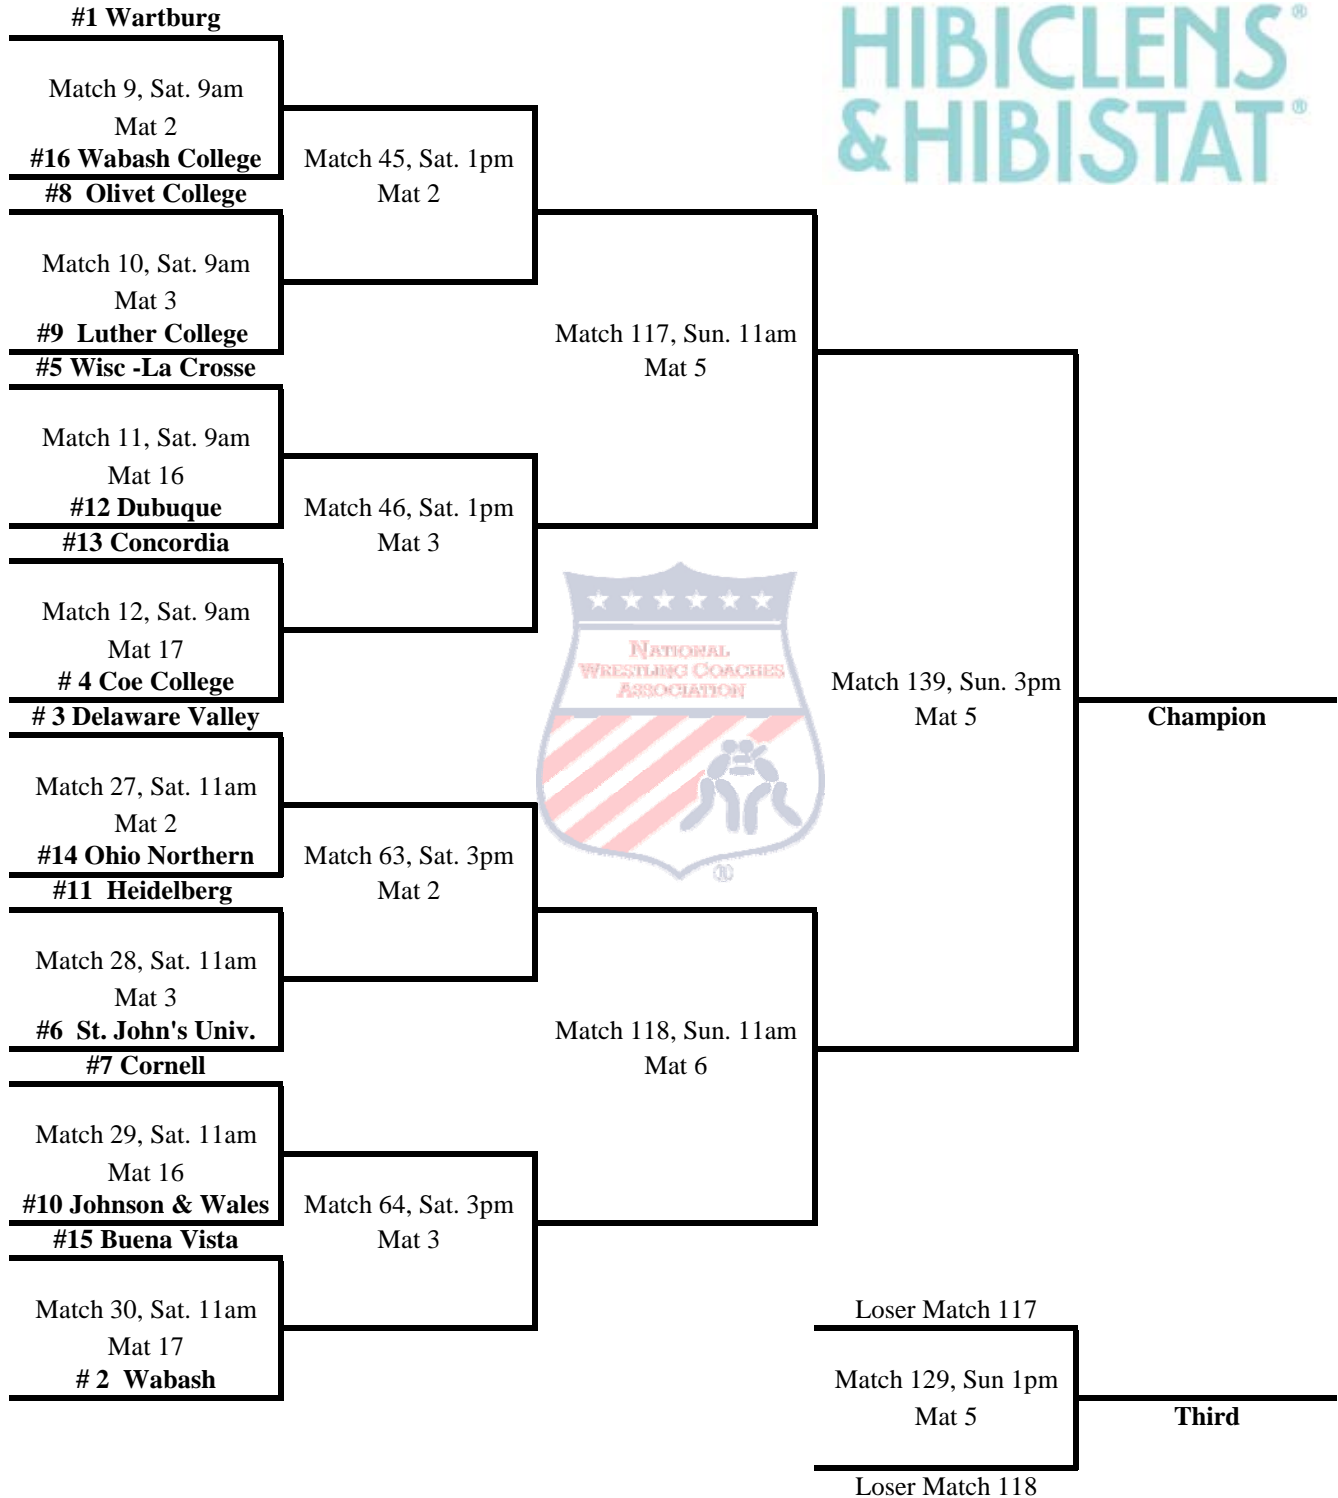 #1 Wartburg
HIBICLENS®
&HIBISTAT®
Match 9, Sat. 9am
Mat 2
#16 Wabash College
Match 45, Sat. 1pm
#8  Olivet College
Mat 2
Match 10, Sat. 9am
Mat 3
#9  Luther College
Match 117, Sun. 11am
#5 Wisc -La Crosse
Mat 5
Match 11, Sat. 9am
Mat 16
#12 Dubuque
Match 46, Sat. 1pm
#13 Concordia
Mat 3
Match 12, Sat. 9am
Mat 17
NATIONAL
WRESTLING COACHES
ASSOCIATION
# 4 Coe College
Match 139, Sun. 3pm
# 3 Delaware Valley
Mat 5
Champion
Match 27, Sat. 11am
Mat 2
#14 Ohio Northern
Match 63, Sat. 3pm
®
#11  Heidelberg
Mat 2
Match 28, Sat. 11am
Mat 3
#6  St. John's Univ.
Match 118, Sun. 11am
#7 Cornell
Mat 6
Match 29, Sat. 11am
Mat 16
#10 Johnson & Wales
Match 64, Sat. 3pm
#15 Buena Vista
Mat 3
Match 30, Sat. 11am
Loser Match 117
Mat 17
# 2  Wabash
Match 129, Sun 1pm
Mat 5
Third
Loser Match 118